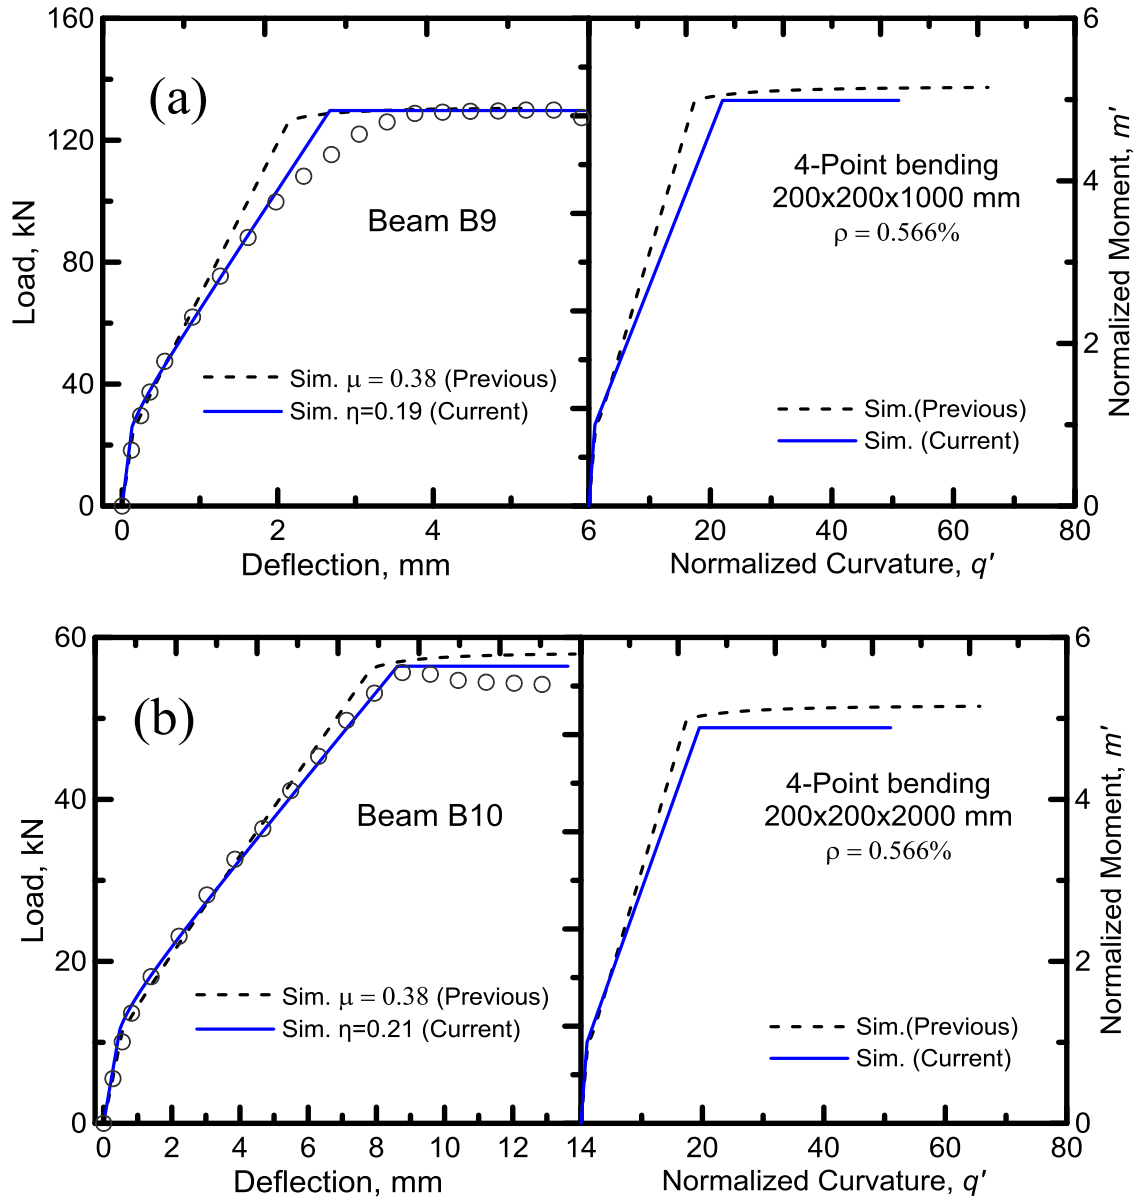 160
120
80
40
0
Load, kN
(a)
Beam B9
Sim. μ = 0.38 (Previous)
Sim. η=0.19 (Current)
0 2 4 6
Deflection, mm
4-Point bending
200x200x1000 mm
ρ = 0.566%
Sim.(Previous)
Sim. (Current)
20 40 60 80
Normalized Curvature, q'
6
4
2
0
Normalized Moment, m'
60
40
20
0
Load, kN
(b)
Beam B10
Sim. μ = 0.38 (Previous)
Sim. η=0.21 (Current)
0 2 4 6 8 10 12 14
Deflection, mm
4-Point bending
200x200x2000 mm
ρ = 0.566%
Sim.(Previous)
Sim. (Current)
20 40 60 80
Normalized Curvature, q'
6
4
2
0
Normalized Moment, m'